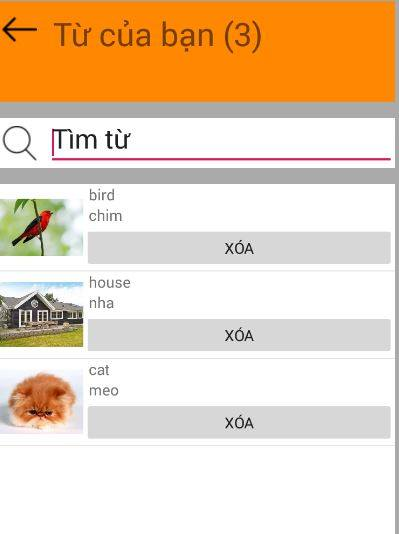 Từ của bạn (3)
Tìm từ
bird
chim
XÓA
house
nha
XÓA
cat
meo
XÓA